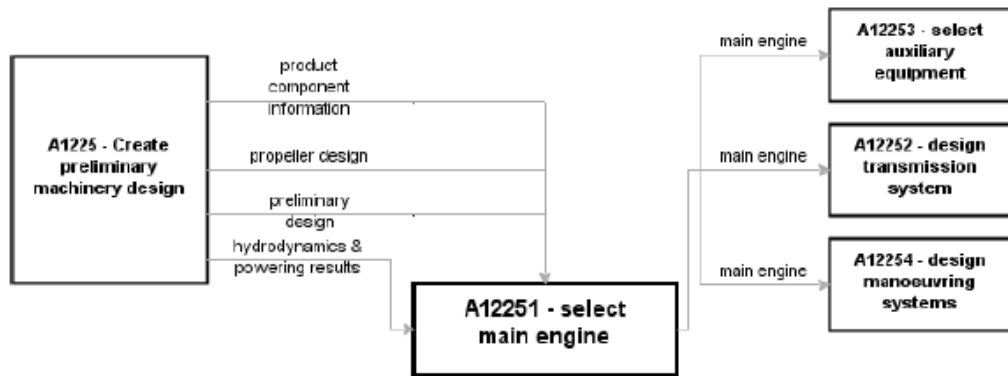 A1225 - Create
preliminary
machinery design
product
component
information
propeller design
preliminary
design
hydrodynamics &
powering results
A12251 - select
main engine
main engine
A12253 - select
auxiliary
equipment
main engine
A12252 - design
transmission
system
main engine
A12254 - design
manoeuvring
systems